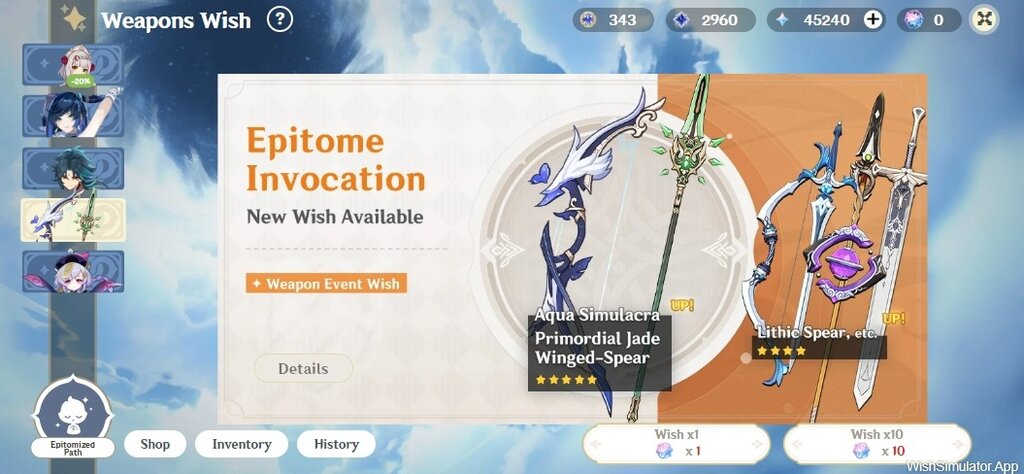 Weapons Wish ?
343
2960
45240 +
0
-20%
Epitome
Invocation
New Wish Available
Weapon Event Wish
Details
Aqua Simulacra
Primordial Jade
Winged-Spear
UP!
Lithic Spear, etc.
UP!
Epitomized
Path
Shop
Inventory
History
Wish x1
x 1
Wish x10
x 10
WishSimulator.App